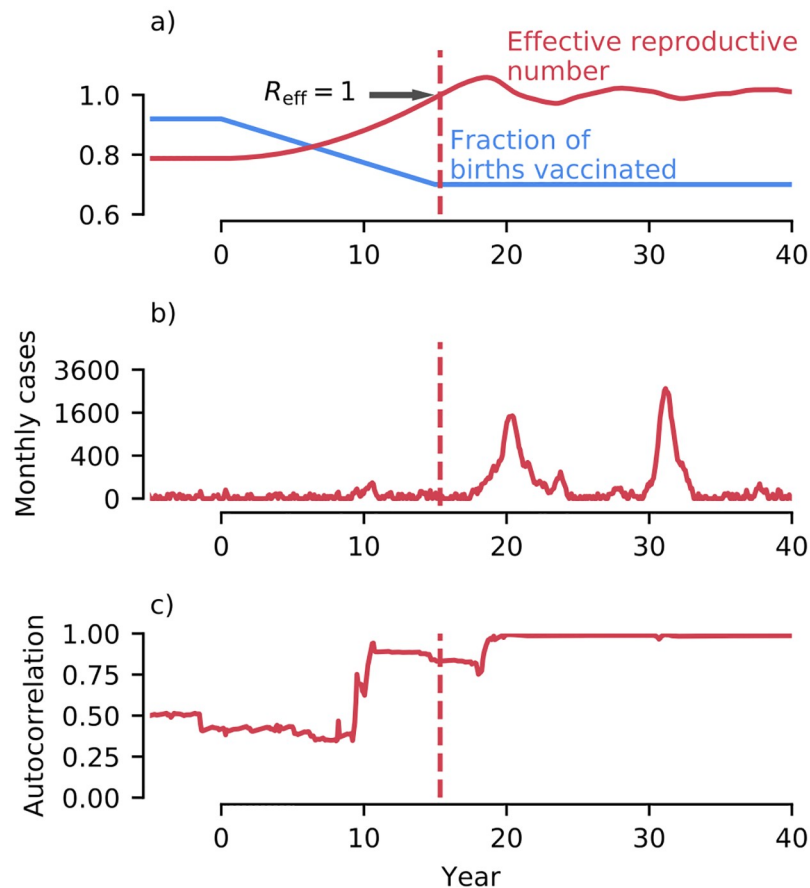 a)
Effective reproductive
number
R_eff = 1
1.0
Fraction of
births vaccinated
0.8
0.6
0 10 20 30 40
b)
Monthly cases
3600
1600
400
0
0 10 20 30 40
c)
Autocorrelation
1.00
0.75
0.50
0.25
0.00
0 10 20 30 40
Year